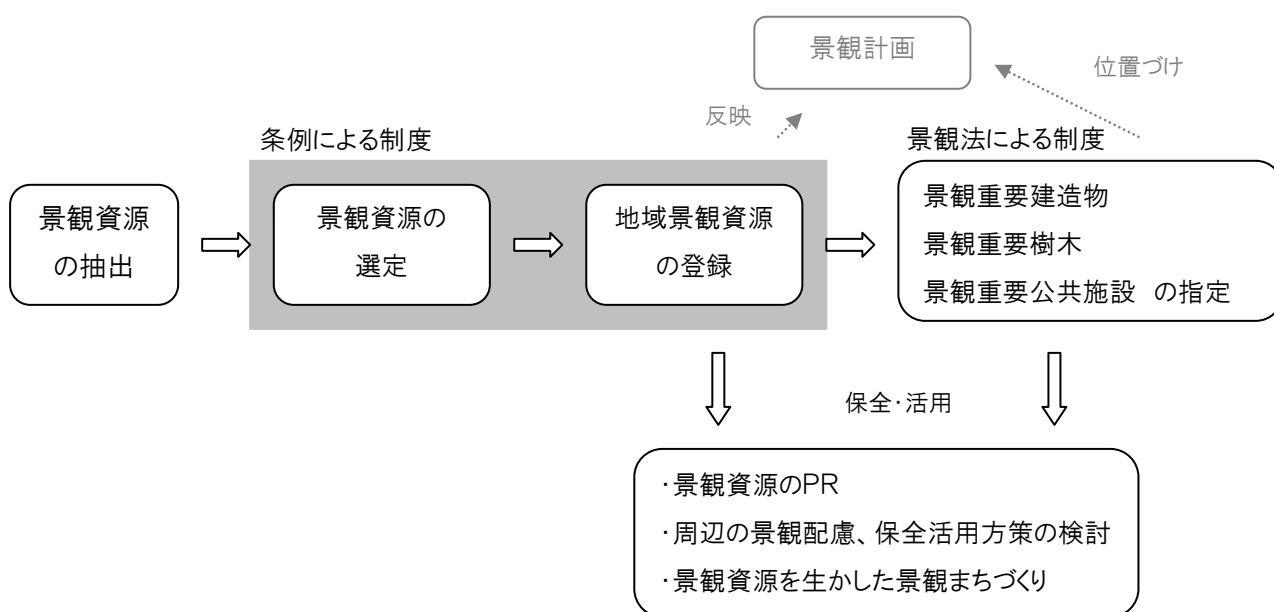 景観計画
位置づけ
反映
条例による制度
景観法による制度
景観資源
の抽出
景観資源の
選定
地域景観資源
の登録
景観重要建造物
景観重要樹木
景観重要公共施設 の指定
保全・活用
・景観資源のPR
・周辺の景観配慮、保全活用方策の検討
・景観資源を生かした景観まちづくり